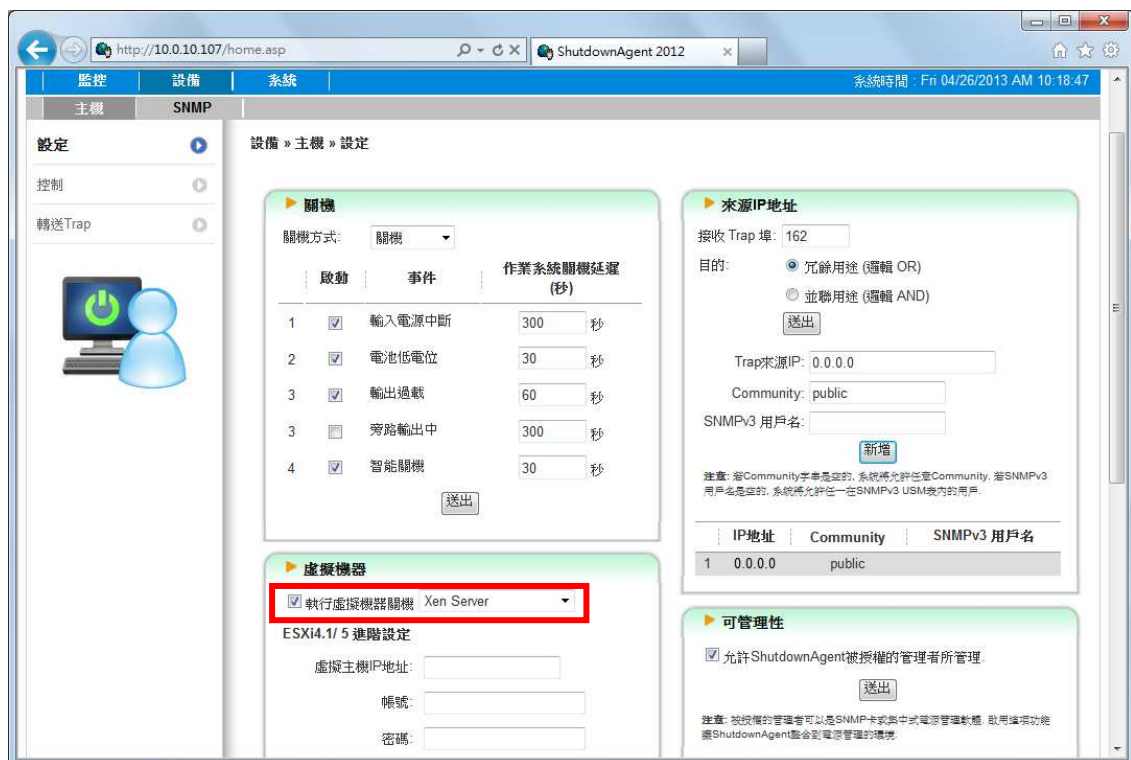 http://10.0.10.107/home.asp
ShutdownAgent 2012
監控 設備 系統 系統時間 : Fri 04/26/2013 AM 10:18:47
主機 SNMP
設定
控制
轉送Trap
設備 » 主機 » 設定
關機
關機方式: 關機
啟動 事件 作業系統關機延遲
(秒)
1 輸入電源中斷 300 秒
2 電池低電位 30 秒
3 輸出過載 60 秒
3 旁路輸出中 300 秒
4 智能關機 30 秒
送出
虛擬機器
執行虛擬機器關機 Xen Server
ESXi4.1/ 5 進階設定
虛擬主機IP地址:
帳號:
密碼:
來源IP地址
接收 Trap 埠: 162
目的: 冗餘用途 (邏輯 OR)
並聯用途 (邏輯 AND)
送出
Trap來源IP: 0.0.0.0
Community: public
SNMPv3 用戶名:
新增
注意: 若Community字串是空的, 系統將允許任意Community. 若SNMPv3
用戶名是空的, 系統將允許任一在SNMPv3 USM表內的用戶.
IP地址 Community SNMPv3 用戶名
1 0.0.0.0 public
可管理性
允許ShutdownAgent被授權的管理者所管理.
送出
注意: 被授權的管理者可以是SNMP卡或集中式電源管理軟體. 啟用這項功能
讓ShutdownAgent整合到電源管理的環境.